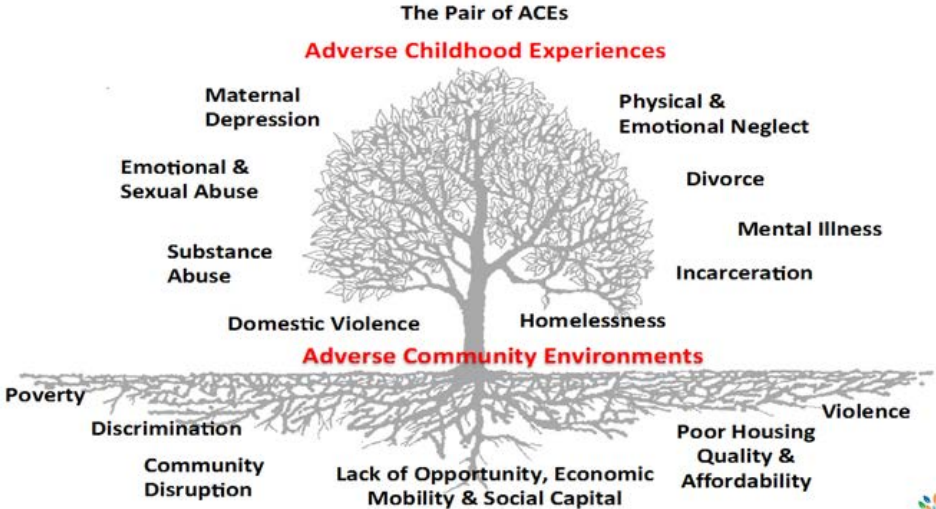 The Pair of ACEs
Adverse Childhood Experiences
Maternal
Depression
Physical &
Emotional Neglect
Emotional &
Sexual Abuse
Divorce
Mental Illness
Substance
Abuse
Incarceration
Domestic Violence
Homelessness
Adverse Community Environments
Poverty
Violence
Discrimination
Poor Housing
Quality &
Affordability
Community
Disruption
Lack of Opportunity, Economic
Mobility & Social Capital